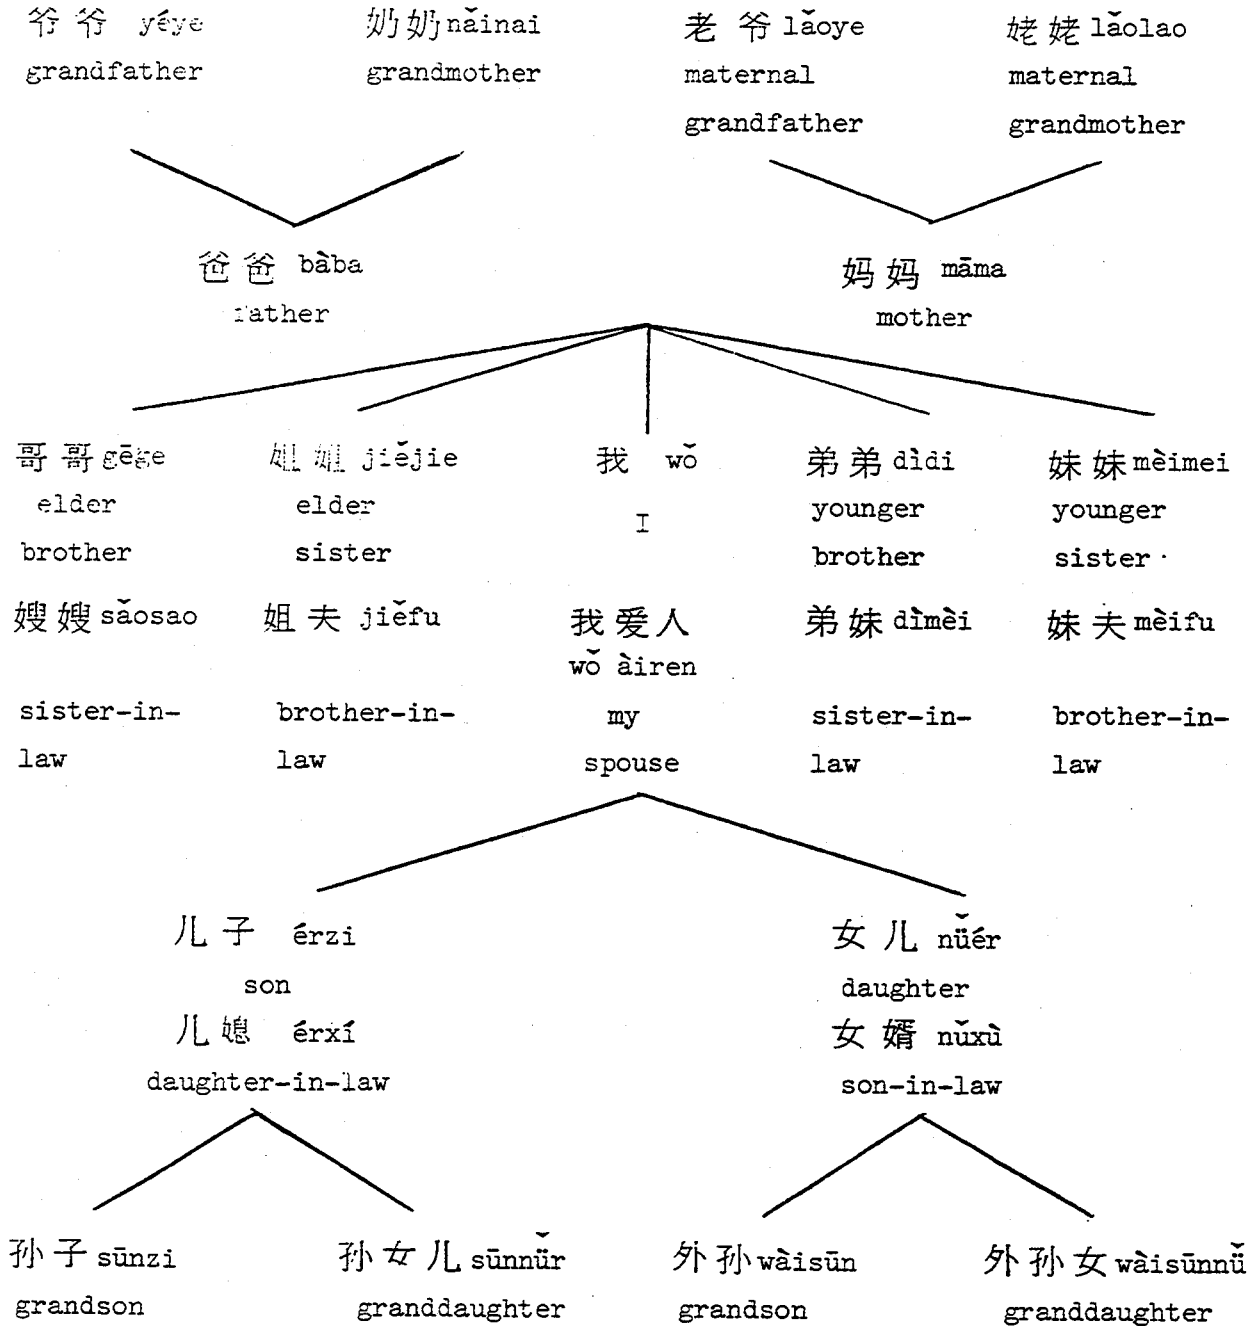 爷爷 yéye 奶奶 nǎinai 老爷 lǎoye 姥姥 lǎolao
grandfather grandmother maternal maternal
grandfather grandmother
爸爸 bàba 妈妈 māma
father mother
哥哥 gēge 姐姐 jiějie 我 wǒ 弟弟 dìdi 妹妹 mèimei
elder elder I younger younger
brother sister brother sister
嫂嫂 sǎosao 姐夫 jiěfu 我爱人 弟妹 dìmèi 妹夫 mèifu
wǒ àiren
sister-in- brother-in- my sister-in- brother-in-
law law spouse law law
儿子 érzi 女儿 nǚér
son daughter
儿媳 érxí 女婿 nǔxù
daughter-in-law son-in-law
孙子 sūnzi 孙女儿 sūnnǚr 外孙 wàisūn 外孙女 wàisūnnǚ
grandson granddaughter grandson granddaughter